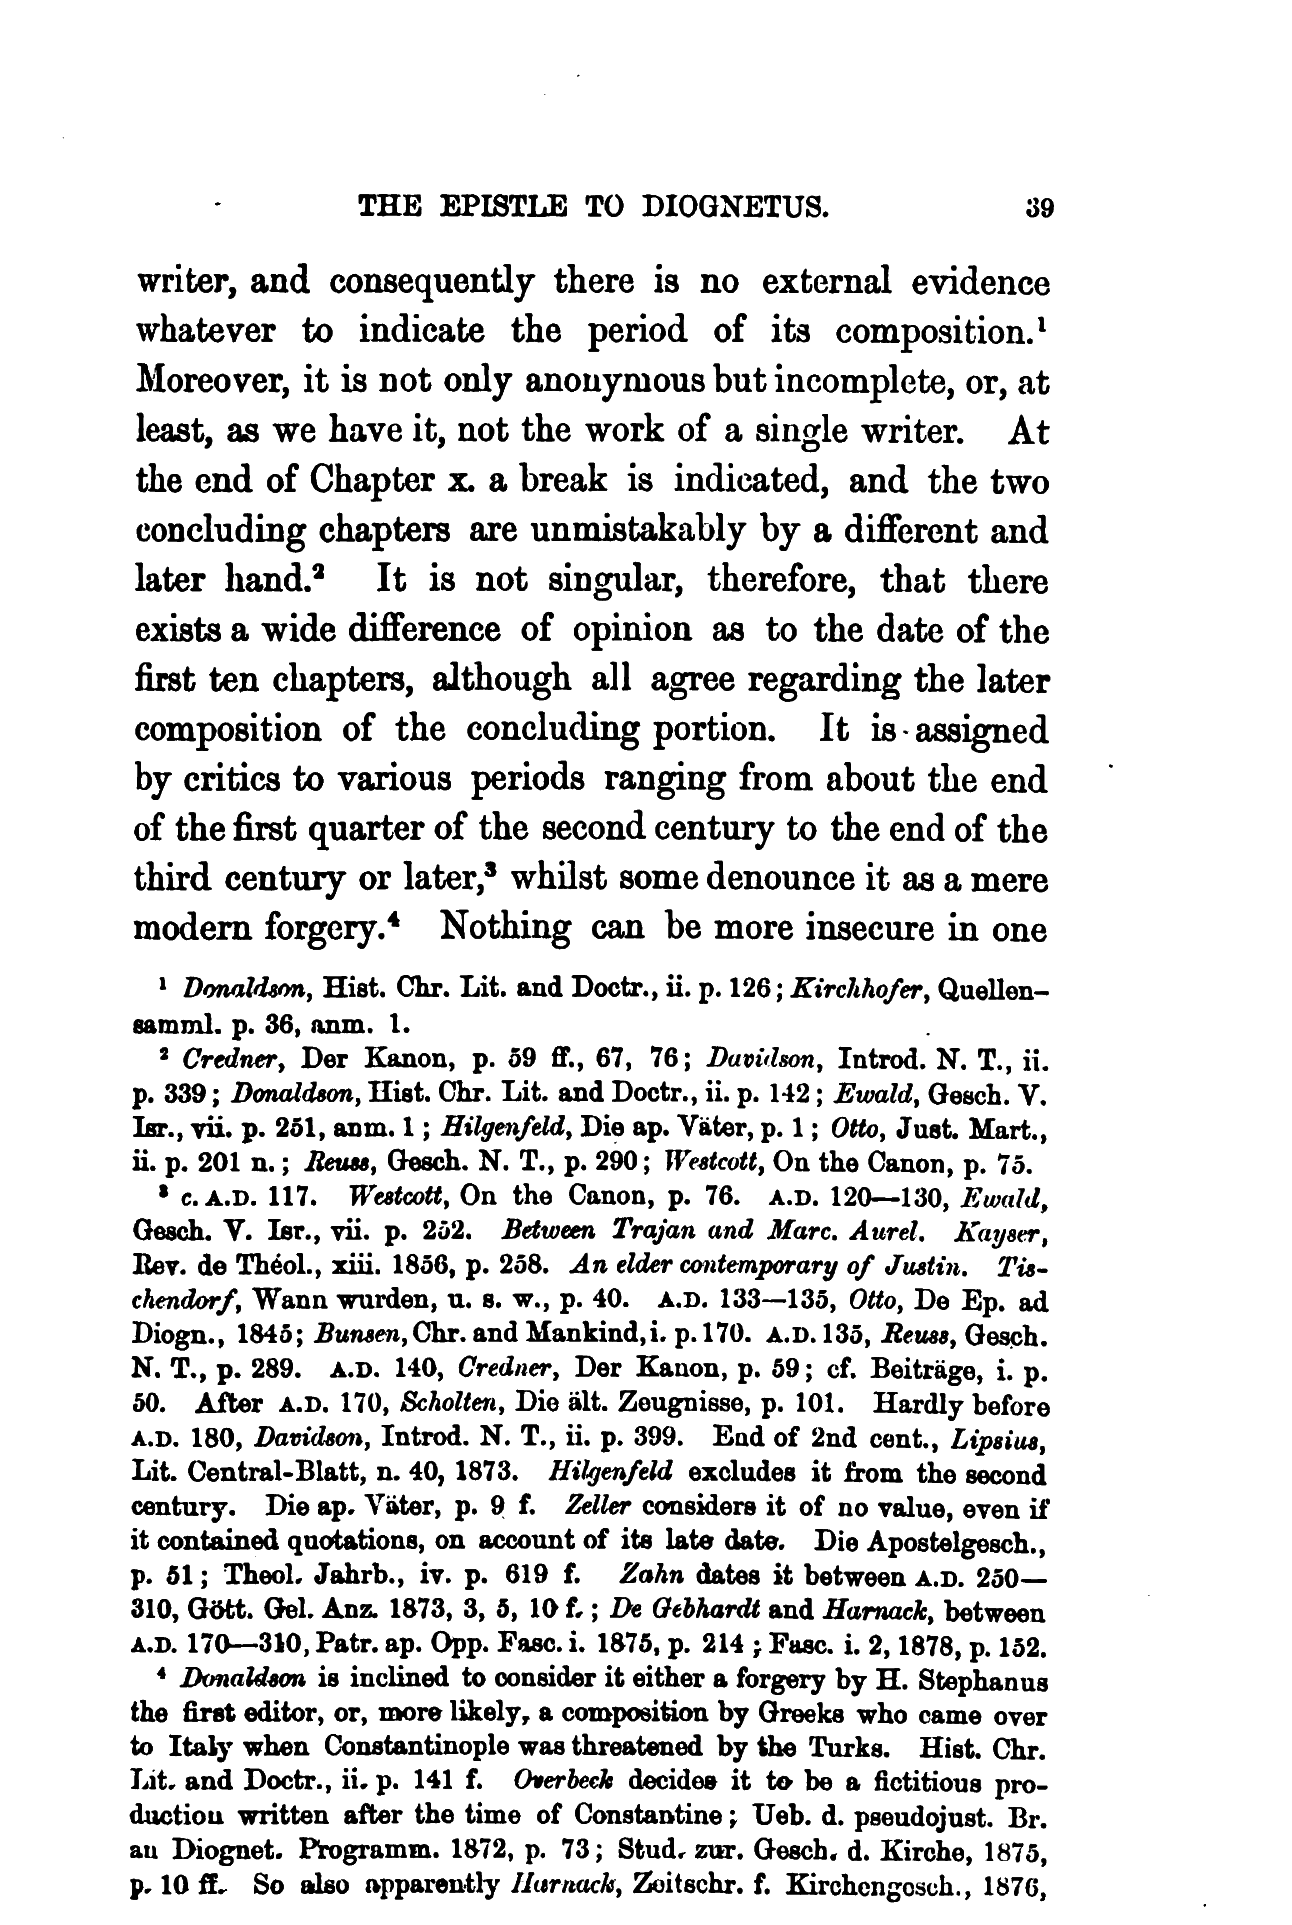 THE EPISTLE TO DIOGNETUS. 39
writer, and consequently there is no external evidence
whatever to indicate the period of its composition.¹
Moreover, it is not only anonymous but incomplete, or, at
least, as we have it, not the work of a single writer. At
the end of Chapter x. a break is indicated, and the two
concluding chapters are unmistakably by a different and
later hand.² It is not singular, therefore, that there
exists a wide difference of opinion as to the date of the
first ten chapters, although all agree regarding the later
composition of the concluding portion. It is assigned
by critics to various periods ranging from about the end
of the first quarter of the second century to the end of the
third century or later,³ whilst some denounce it as a mere
modern forgery.⁴ Nothing can be more insecure in one
¹ Donaldson, Hist. Chr. Lit. and Doctr., ii. p. 126; Kirchhofer, Quellen-
samml. p. 36, anm. 1.
² Credner, Der Kanon, p. 59 ff., 67, 76; Davidson, Introd. N. T., ii.
p. 339; Donaldson, Hist. Chr. Lit. and Doctr., ii. p. 142; Ewald, Gesch. V.
Isr., vii. p. 251, anm. 1; Hilgenfeld, Die ap. Väter, p. 1; Otto, Just. Mart.,
ii. p. 201 n.; Reuss, Gesch. N. T., p. 290; Westcott, On the Canon, p. 75.
³ c. A.D. 117. Westcott, On the Canon, p. 76. A.D. 120—130, Ewald,
Gesch. V. Isr., vii. p. 252. Between Trajan and Marc. Aurel. Kayser,
Rev. de Théol., xiii. 1856, p. 258. An elder contemporary of Justin. Tis-
chendorf, Wann wurden, u. s. w., p. 40. A.D. 133—135, Otto, De Ep. ad
Diogn., 1845; Bunsen, Chr. and Mankind, i. p. 170. A.D. 135, Reuss, Gesch.
N. T., p. 289. A.D. 140, Credner, Der Kanon, p. 59; cf. Beiträge, i. p.
50. After A.D. 170, Scholten, Die ält. Zeugnisse, p. 101. Hardly before
A.D. 180, Davidson, Introd. N. T., ii. p. 399. End of 2nd cent., Lipsius,
Lit. Central-Blatt, n. 40, 1873. Hilgenfeld excludes it from the second
century. Die ap. Väter, p. 9 f. Zeller considers it of no value, even if
it contained quotations, on account of its late date. Die Apostelgesch.,
p. 51; Theol. Jahrb., iv. p. 619 f. Zahn dates it between A.D. 250—
310, Gött. Gel. Anz. 1873, 3, 5, 10 f.; De Gebhardt and Harnack, between
A.D. 170—310, Patr. ap. Opp. Fasc. i. 1875, p. 214; Fasc. i. 2, 1878, p. 152.
⁴ Donaldson is inclined to consider it either a forgery by H. Stephanus
the first editor, or, more likely, a composition by Greeks who came over
to Italy when Constantinople was threatened by the Turks. Hist. Chr.
Lit. and Doctr., ii. p. 141 f. Overbeck decides it to be a fictitious pro-
duction written after the time of Constantine; Ueb. d. pseudojust. Br.
an Diognet. Programm. 1872, p. 73; Stud. zur. Gesch. d. Kirche, 1875,
p. 10 ff. So also apparently Harnack, Zeitschr. f. Kirchengesch., 1876,